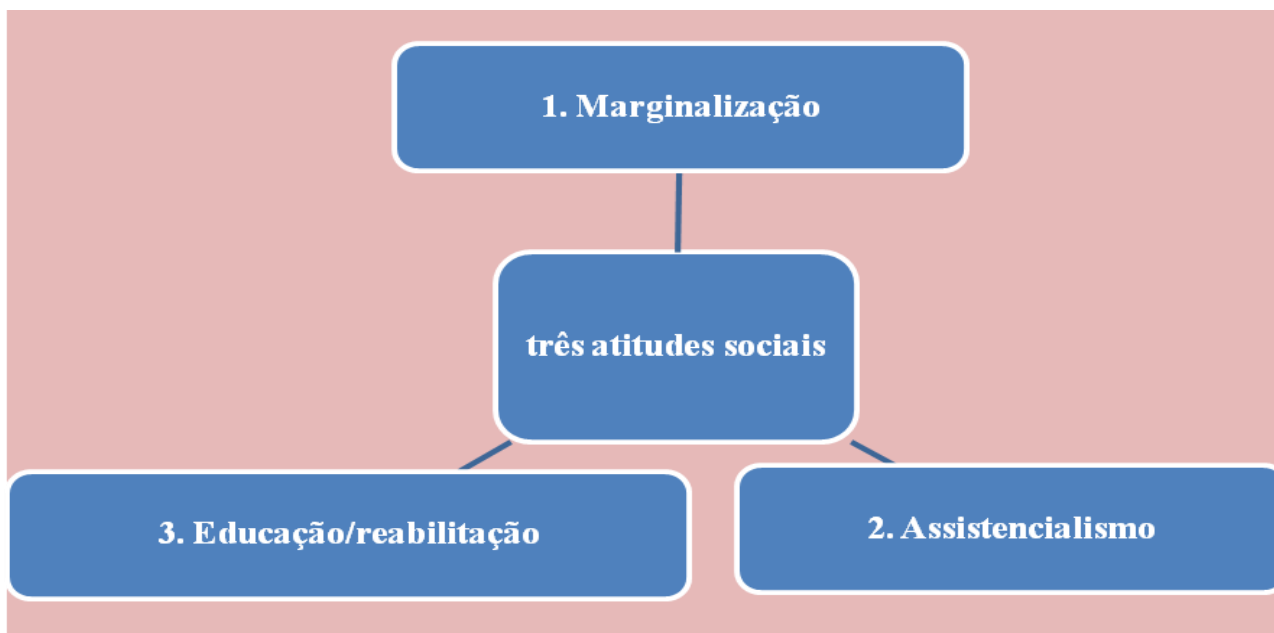 1. Marginalização
três atitudes sociais
3. Educação/reabilitação
2. Assistencialismo